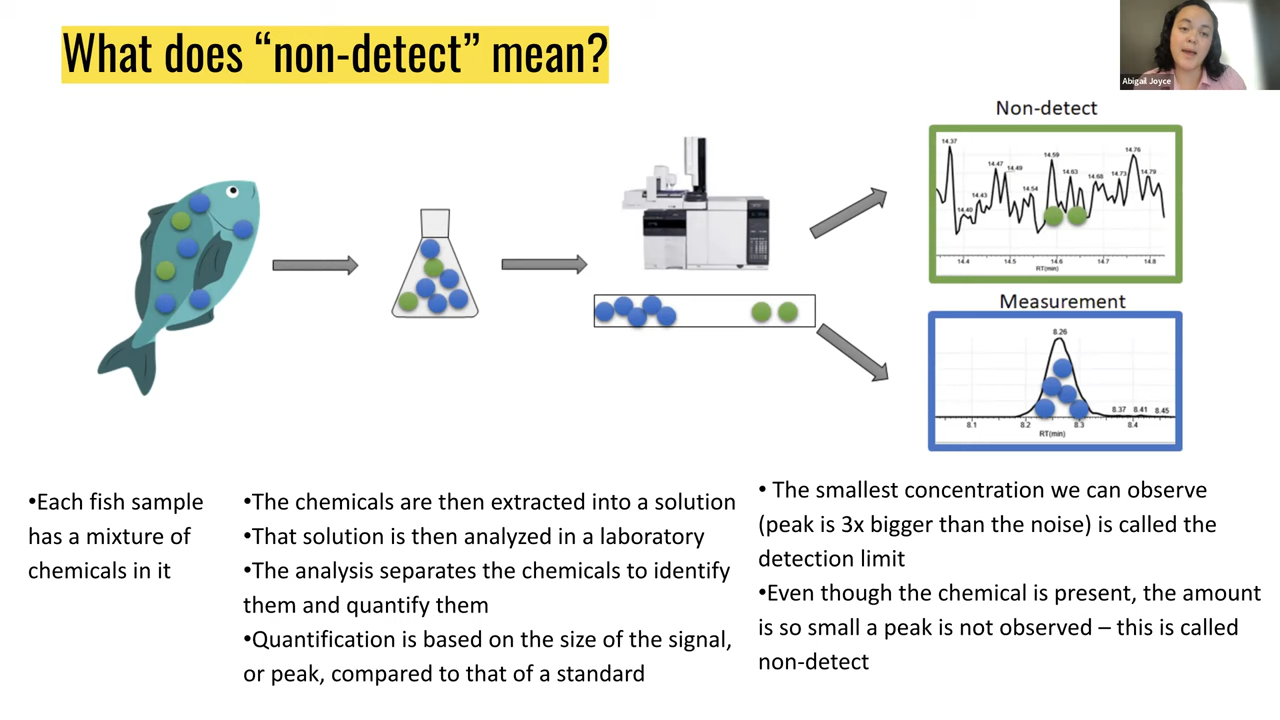 What does “non-detect” mean?
Abigail Joyce
Non-detect
14.37
14.40
14.43
14.47
14.49
14.54
14.59
14.63
14.68
14.73
14.76
14.79
14.4 14.5 14.6 14.7 14.8
RT(min)
Measurement
8.26
8.37 8.41 8.45
8.1 8.2 8.3 8.4
RT(min)
•Each fish sample
has a mixture of
chemicals in it
•The chemicals are then extracted into a solution
•That solution is then analyzed in a laboratory
•The analysis separates the chemicals to identify
them and quantify them
•Quantification is based on the size of the signal,
or peak, compared to that of a standard
• The smallest concentration we can observe
(peak is 3x bigger than the noise) is called the
detection limit
•Even though the chemical is present, the amount
is so small a peak is not observed – this is called
non-detect